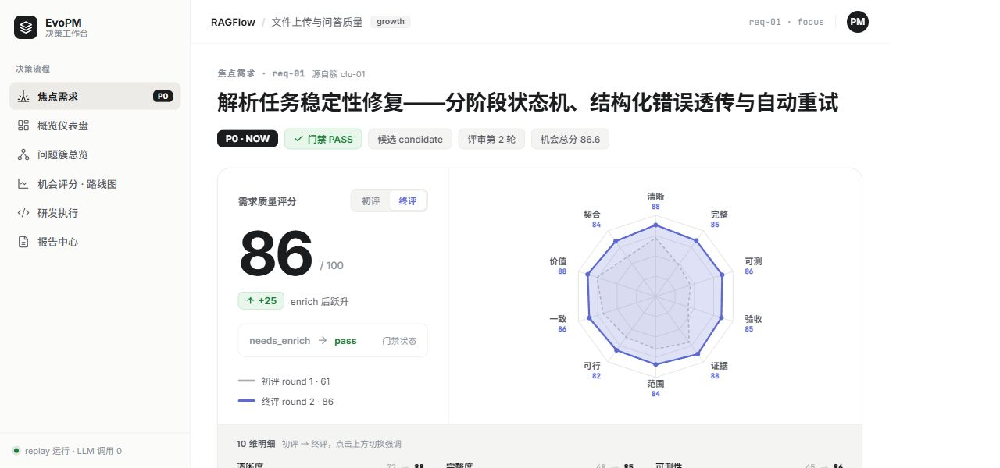 EvoPM
决策工作台
决策流程
焦点需求 P0
概览仪表盘
问题簇总览
机会评分 · 路线图
研发执行
报告中心
replay 运行 · LLM 调用 0
RAGFlow / 文件上传与问答质量 growth
req-01 · focus PM
焦点需求 · req-01 源自簇 clu-01
解析任务稳定性修复——分阶段状态机、结构化错误透传与自动重试
P0 · NOW 门禁 PASS 候选 candidate 评审第 2 轮 机会总分 86.6
需求质量评分 初评 终评
86 / 100
↑ +25 enrich 后跃升
needs_enrich → pass 门禁状态
初评 round 1 · 61
终评 round 2 · 86
清晰
88
完整
85
可测
86
验收
85
证据
88
范围
84
可行
82
一致
86
价值
88
契合
84
10 维明细 初评 → 终评，点击上方切换强调
清晰度 72 → 88 完整度 48 → 85 可测性 45 → 86